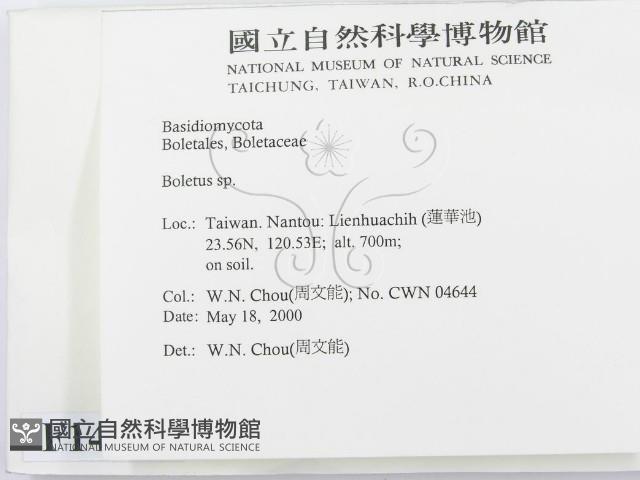 國立自然科學博物館
NATIONAL MUSEUM OF NATURAL SCIENCE
TAICHUNG, TAIWAN, R.O.CHINA
Basidiomycota
Boletales, Boletaceae
Boletus sp.
Loc.: Taiwan. Nantou: Lienhuachih (蓮華池)
23.56N, 120.53E; alt. 700m;
on soil.
Col.: W.N. Chou(周文能); No. CWN 04644
Date: May 18, 2000
Det.: W.N. Chou(周文能)
國立自然科學博物館
NATIONAL MUSEUM OF NATURAL SCIENCE